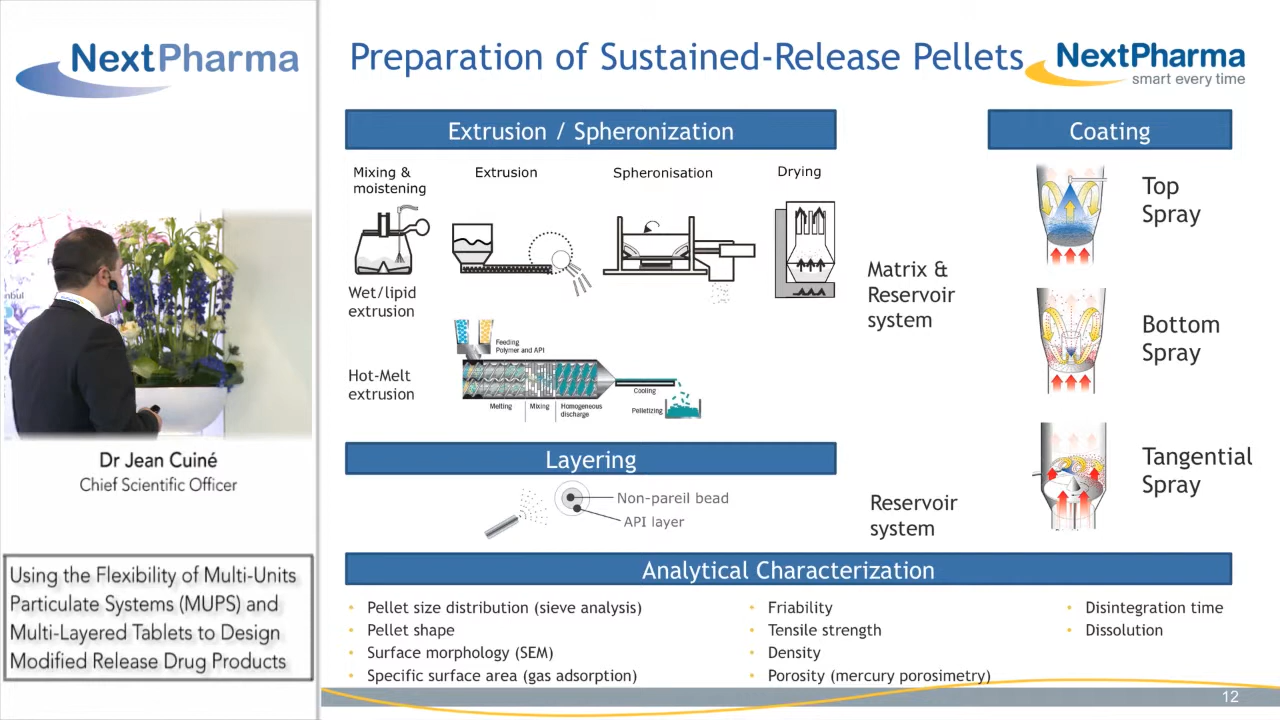 NextPharma
Preparation of Sustained-Release Pellets
NextPharma
smart every time
Extrusion / Spheronization
Coating
Mixing &
moistening
Extrusion
Spheronisation
Drying
Wet/lipid
extrusion
Matrix &
Reservoir
system
Top
Spray
Feeding
Polymer and API
Hot-Melt
extrusion
Melting
Mixing
Homogeneous
discharge
Cooling
Pelletizing
Bottom
Spray
Layering
Non-pareil bead
API layer
Reservoir
system
Tangential
Spray
Dr Jean Cuiné
Chief Scientific Officer
Using the Flexibility of Multi-Units
Particulate Systems (MUPS) and
Multi-Layered Tablets to Design
Modified Release Drug Products
Analytical Characterization
• Pellet size distribution (sieve analysis)
• Pellet shape
• Surface morphology (SEM)
• Specific surface area (gas adsorption)
• Friability
• Tensile strength
• Density
• Porosity (mercury porosimetry)
• Disintegration time
• Dissolution
12